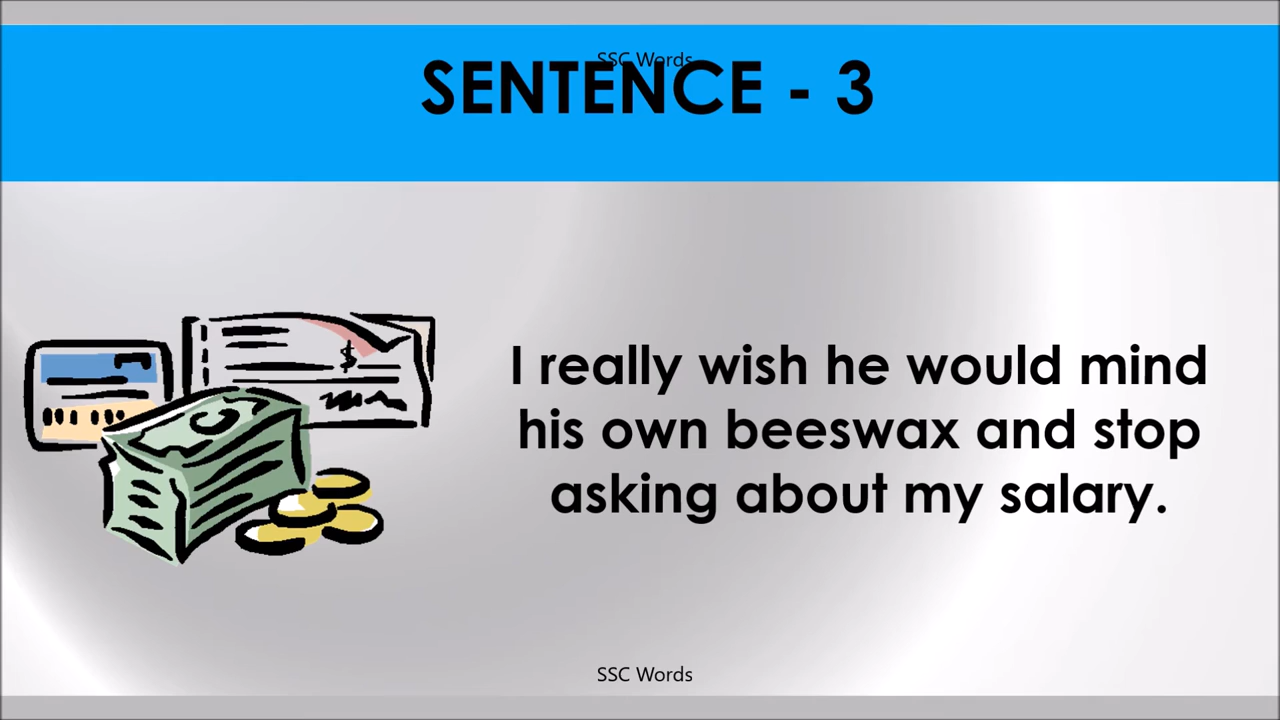 SSC Words
SENTENCE - 3
I really wish he would mind
his own beeswax and stop
asking about my salary.
$
SSC Words